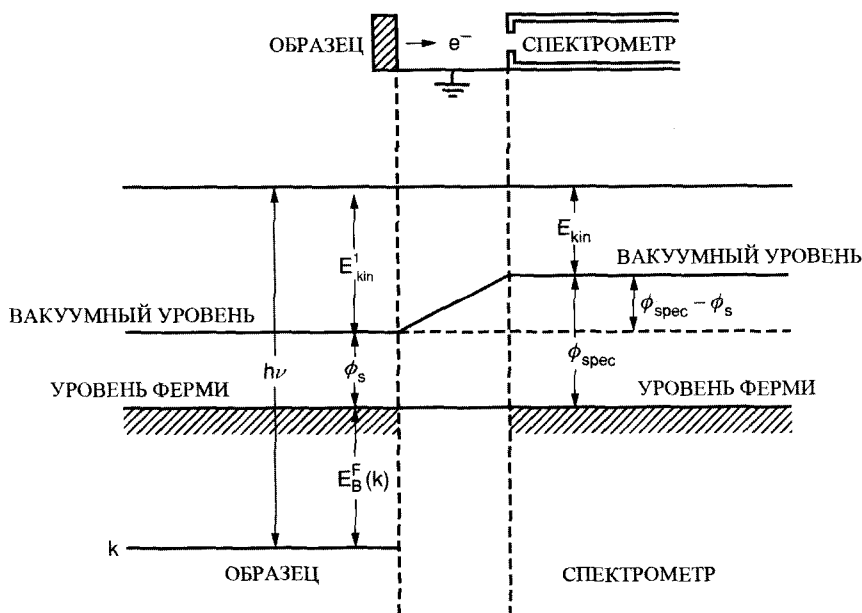 ОБРАЗЕЦ
e⁻
СПЕКТРОМЕТР
E¹kin
Ekin
ВАКУУМНЫЙ УРОВЕНЬ
ВАКУУМНЫЙ УРОВЕНЬ
ϕspec − ϕs
hν
ϕs
ϕspec
УРОВЕНЬ ФЕРМИ
УРОВЕНЬ ФЕРМИ
E_B^F(k)
k
ОБРАЗЕЦ
СПЕКТРОМЕТР